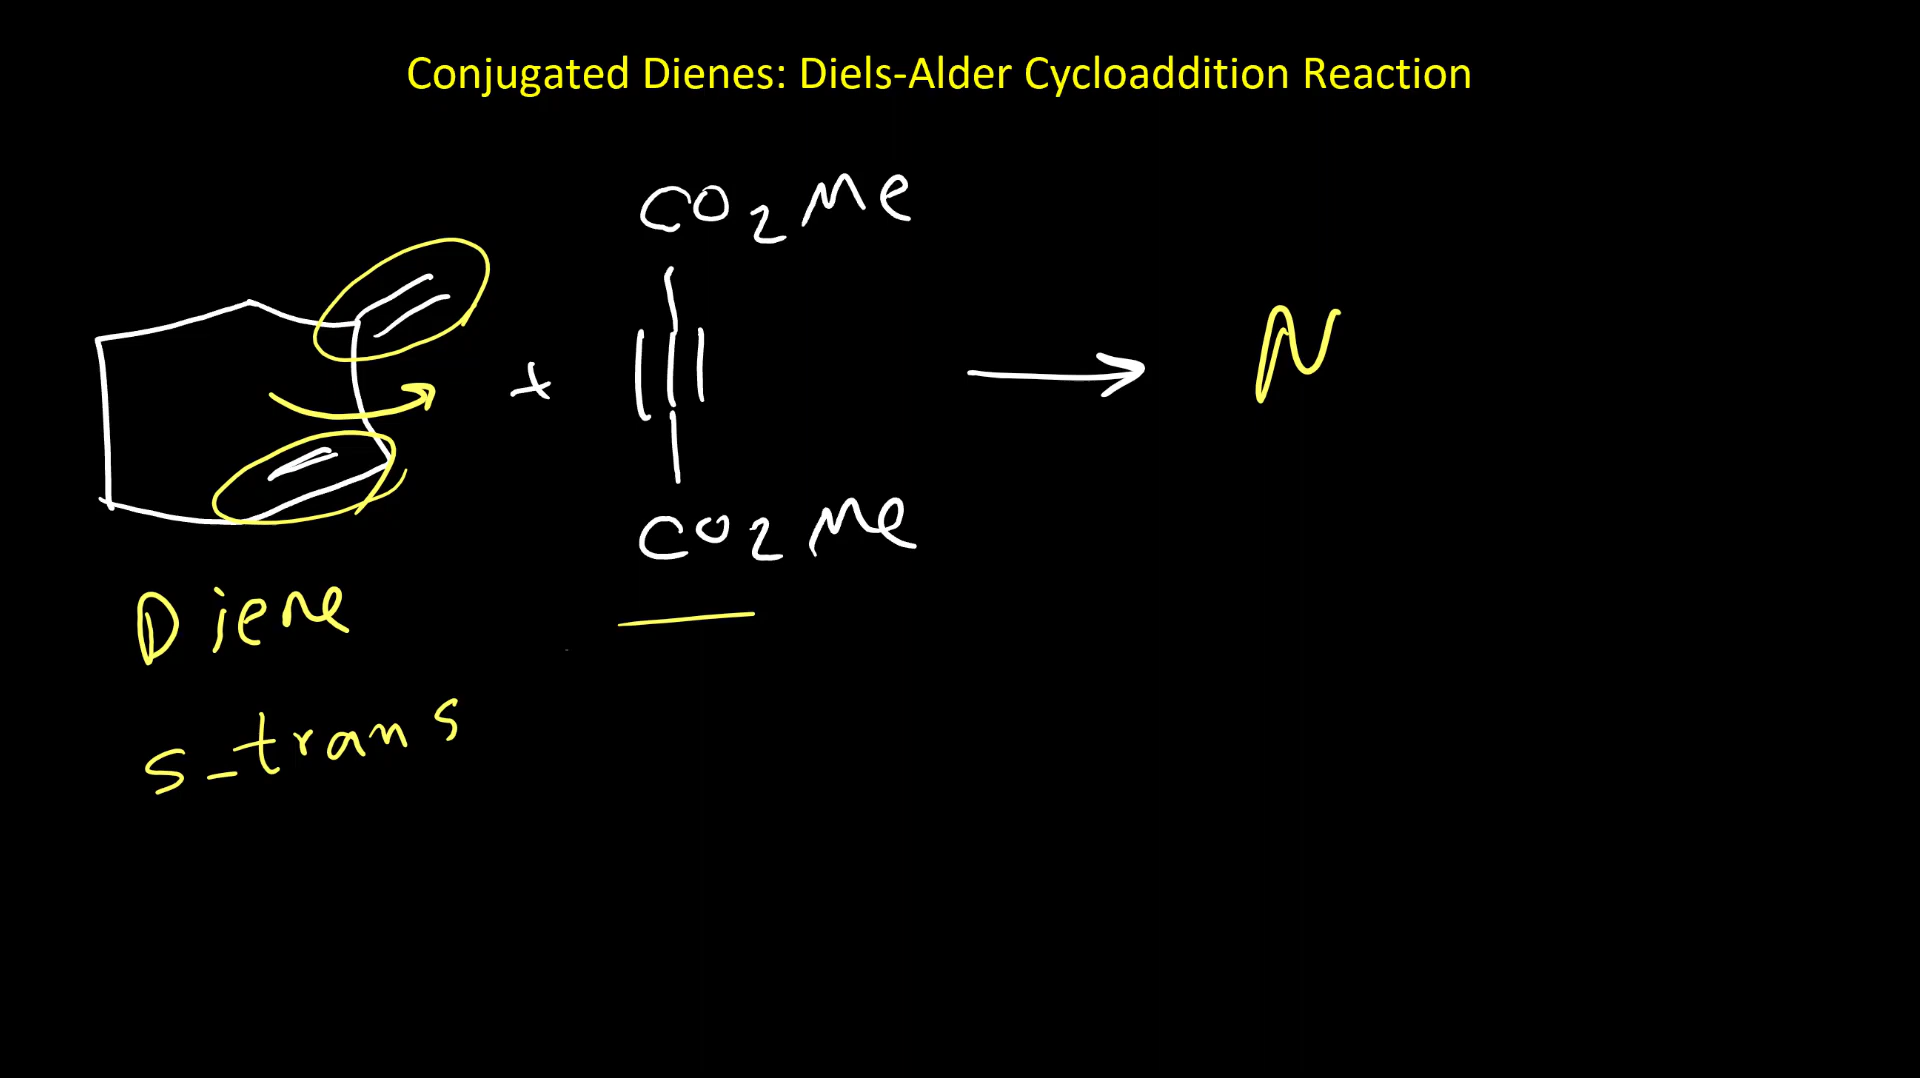 Conjugated Dienes: Diels-Alder Cycloaddition Reaction
CO2Me
+
N
CO2Me
Diene
s-trans